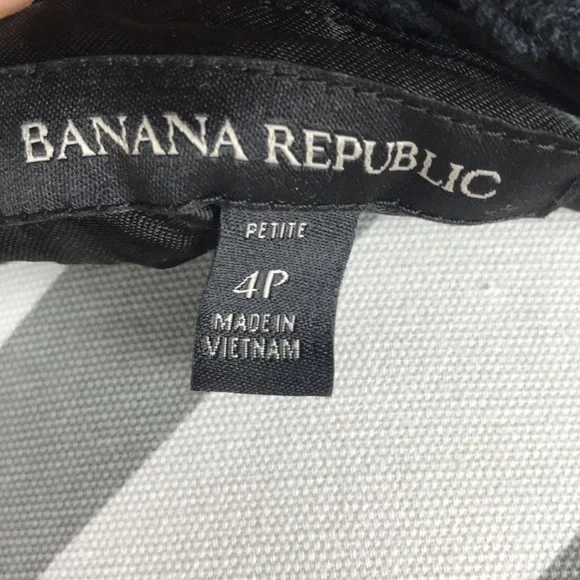 BANANA REPUBLIC
PETITE
4P
MADE IN
VIETNAM